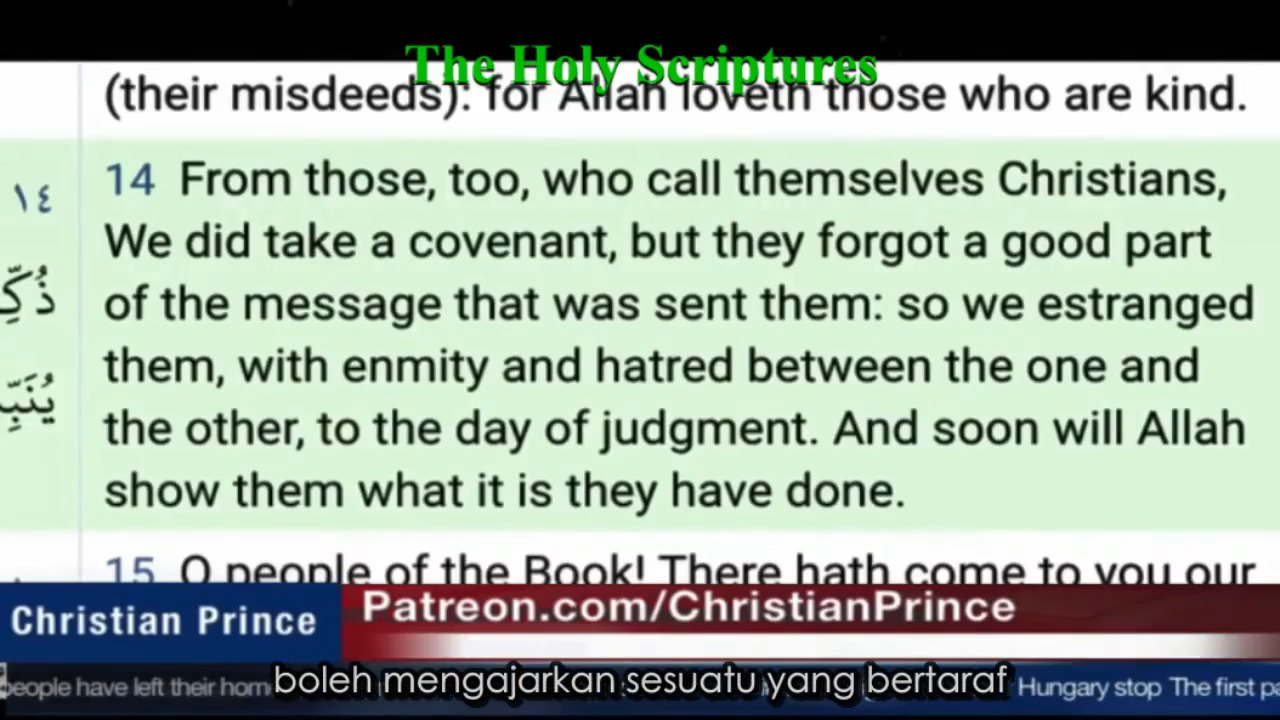 The Holy Scriptures
(their misdeeds): for Allah loveth those who are kind.
١٤
14 From those, too, who call themselves Christians,
We did take a covenant, but they forgot a good part
of the message that was sent them: so we estranged
them, with enmity and hatred between the one and
the other, to the day of judgment. And soon will Allah
show them what it is they have done.
15 O people of the Book! There hath come to you our
Christian Prince
Patreon.com/ChristianPrince
boleh mengajarkan sesuatu yang bertaraf
people have left their Hungary stop The first